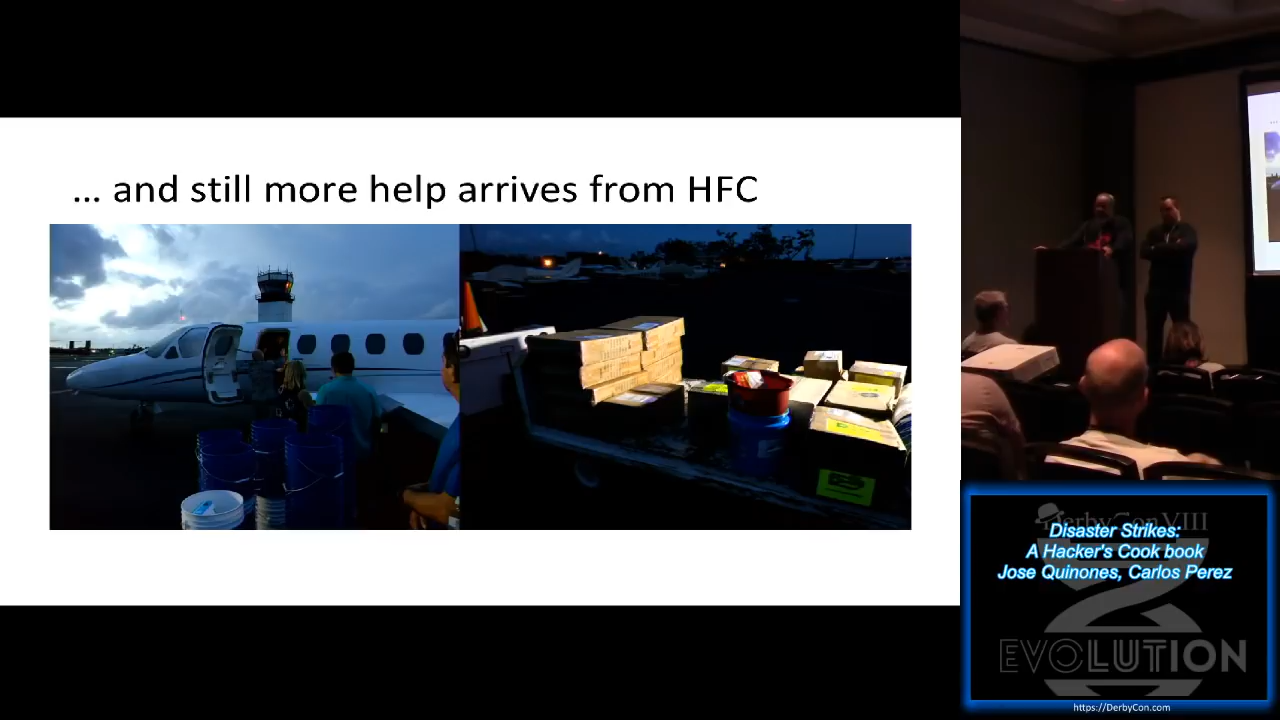 ... and still more help arrives from HFC
DerbyCon VIII
Disaster Strikes:
A Hacker's Cook book
Jose Quinones, Carlos Perez
EVOLUTION
https://DerbyCon.com